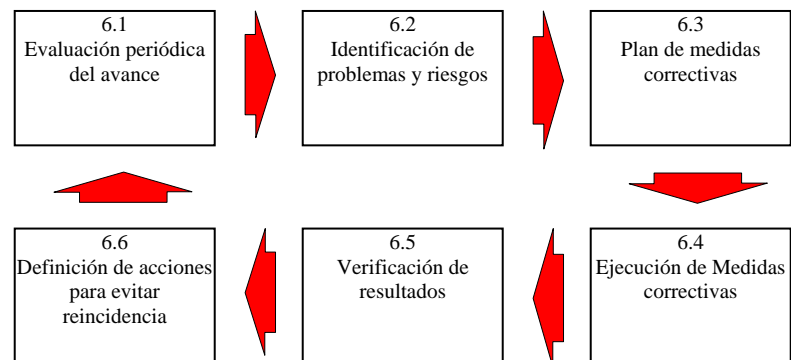 6.1
Evaluación periódica
del avance
6.2
Identificación de
problemas y riesgos
6.3
Plan de medidas
correctivas
6.4
Ejecución de Medidas
correctivas
6.5
Verificación de
resultados
6.6
Definición de acciones
para evitar
reincidencia